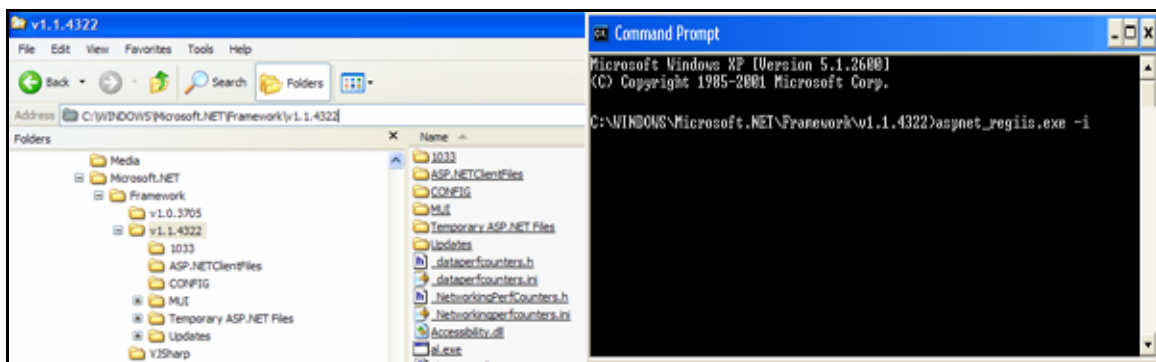 v1.1.4322
File Edit View Favorites Tools Help
Back Search Folders
Address C:\WINDOWS\Microsoft.NET\Framework\v1.1.4322
Folders
Media
Microsoft.NET
Framework
v1.0.3705
v1.1.4322
1033
ASP.NETClientFiles
CONFIG
MUI
Temporary ASP.NET Files
Updates
VJSharp
Name
1033
ASP.NETClientFiles
CONFIG
MUI
Temporary ASP.NET Files
Updates
_dataperfcounters.h
_dataperfcounters.ini
_NetworkingPerfCounters.h
_Networkingperfcounters.ini
Accessibility.dll
al.exe
Command Prompt
Microsoft Windows XP [Version 5.1.2600]
(C) Copyright 1985-2001 Microsoft Corp.
C:\WINDOWS\Microsoft.NET\Framework\v1.1.4322>aspnet_regiis.exe -i